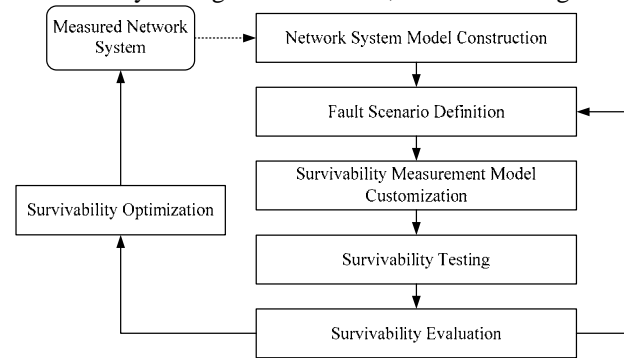 Measured Network
System
Network System Model Construction
Fault Scenario Definition
Survivability Measurement Model
Customization
Survivability Optimization
Survivability Testing
Survivability Evaluation